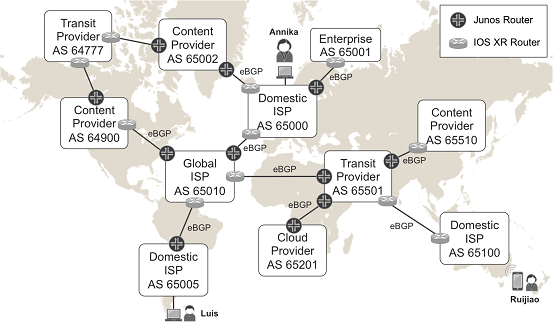 Transit
Provider
AS 64777
Content
Provider
AS 65002
Annika
Enterprise
AS 65001
Junos Router
IOS XR Router
eBGP
eBGP
Domestic
ISP
AS 65000
Content
Provider
AS 64900
eBGP
eBGP
Content
Provider
AS 65510
eBGP
Global
ISP
AS 65010
eBGP
Transit
Provider
AS 65501
eBGP
eBGP
eBGP
Cloud
Provider
AS 65201
Domestic
ISP
AS 65100
Domestic
ISP
AS 65005
Luis
Ruijiao